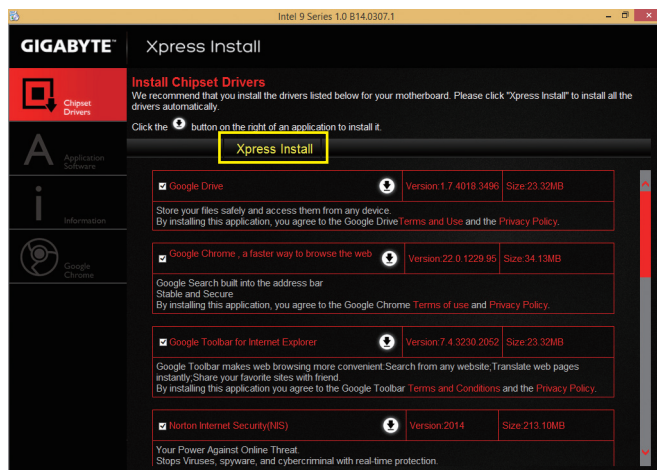 Intel 9 Series 1.0 B14.0307.1
GIGABYTE™
Xpress Install
Chipset
Drivers
Application
Software
Information
Google
Chrome
Install Chipset Drivers
We recommend that you install the drivers listed below for your motherboard. Please click "Xpress Install" to install all the
drivers automatically.
Click the button on the right of an application to install it.
Xpress Install
Google Drive Version:1.7.4018.3496 Size:23.32MB
Store your files safely and access them from any device.
By installing this application, you agree to the Google DriveTerms and Use and the Privacy Policy.
Google Chrome , a faster way to browse the web Version:22.0.1229.95 Size:34.13MB
Google Search built into the address bar
Stable and Secure
By installing this application, you agree to the Google Chrome Terms of use and Privacy Policy.
Google Toolbar for Internet Explorer Version:7.4.3230.2052 Size:23.32MB
Google Toolbar makes web browsing more convenient:Search from any website;Translate web pages
instantly;Share your favorite sites with friend.
By installing this application you agree to the Google Toolbar Terms and Conditions and the Privacy Policy.
Norton Internet Security(NIS) Version:2014 Size:213.10MB
Your Power Against Online Threat.
Stops Viruses, spyware, and cybercriminal with real-time protection.